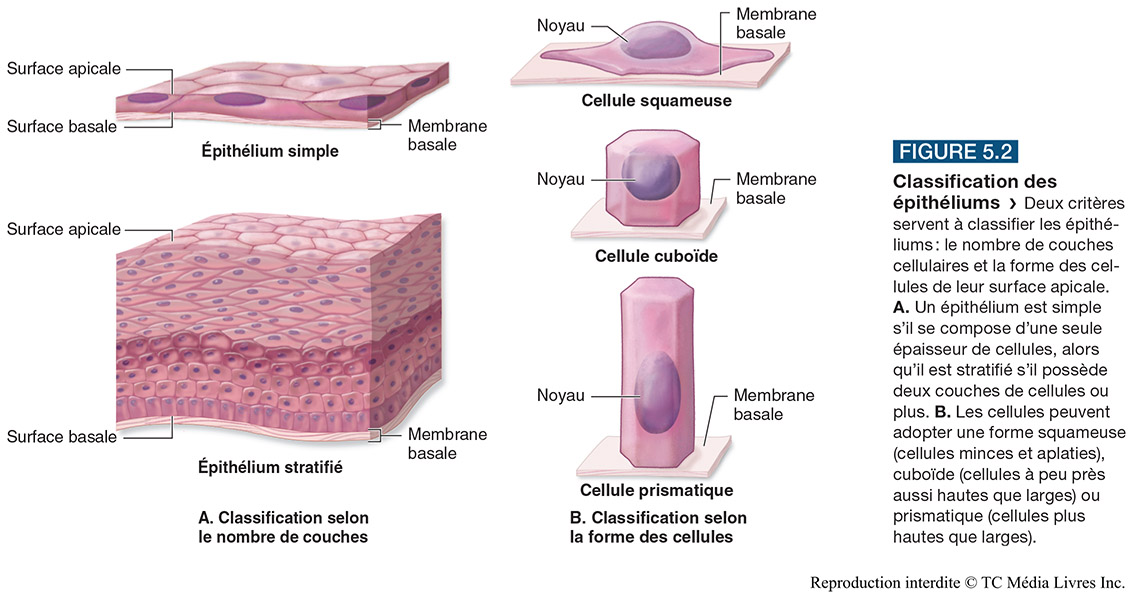 Surface apicale
Surface basale
Membrane
basale
Épithélium simple
Surface apicale
Surface basale
Membrane
basale
Épithélium stratifié
A. Classification selon
le nombre de couches
Noyau
Membrane
basale
Cellule squameuse
Noyau
Membrane
basale
Cellule cuboïde
Noyau
Membrane
basale
Cellule prismatique
B. Classification selon
la forme des cellules
FIGURE 5.2
Classification des
épithéliums › Deux critères
servent à classifier les épithé-
liums : le nombre de couches
cellulaires et la forme des cel-
lules de leur surface apicale.
A. Un épithélium est simple
s’il se compose d’une seule
épaisseur de cellules, alors
qu’il est stratifié s’il possède
deux couches de cellules ou
plus. B. Les cellules peuvent
adopter une forme squameuse
(cellules minces et aplaties),
cuboïde (cellules à peu près
aussi hautes que larges) ou
prismatique (cellules plus
hautes que larges).
Reproduction interdite © TC Média Livres Inc.